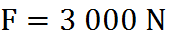 F = 3 000 N